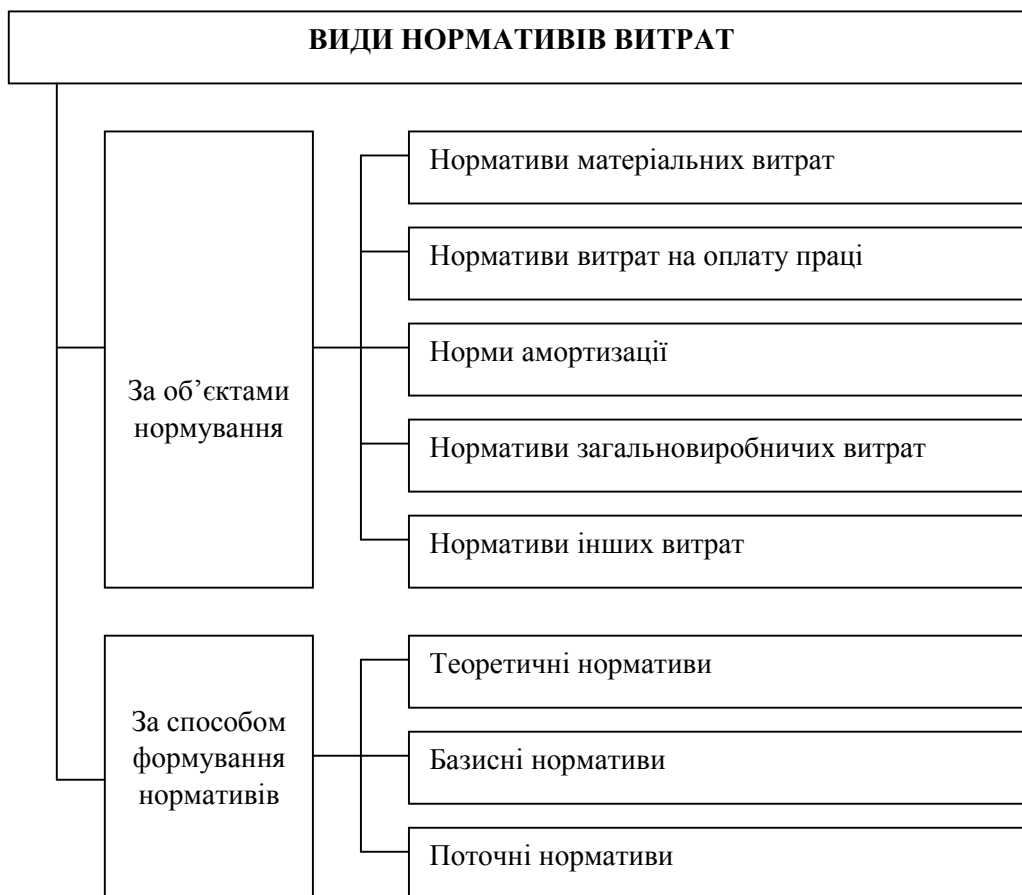 ВИДИ НОРМАТИВІВ ВИТРАТ
За об’єктами
нормування
Нормативи матеріальних витрат
Нормативи витрат на оплату праці
Норми амортизації
Нормативи загальновиробничих витрат
Нормативи інших витрат
За способом
формування
нормативів
Теоретичні нормативи
Базисні нормативи
Поточні нормативи